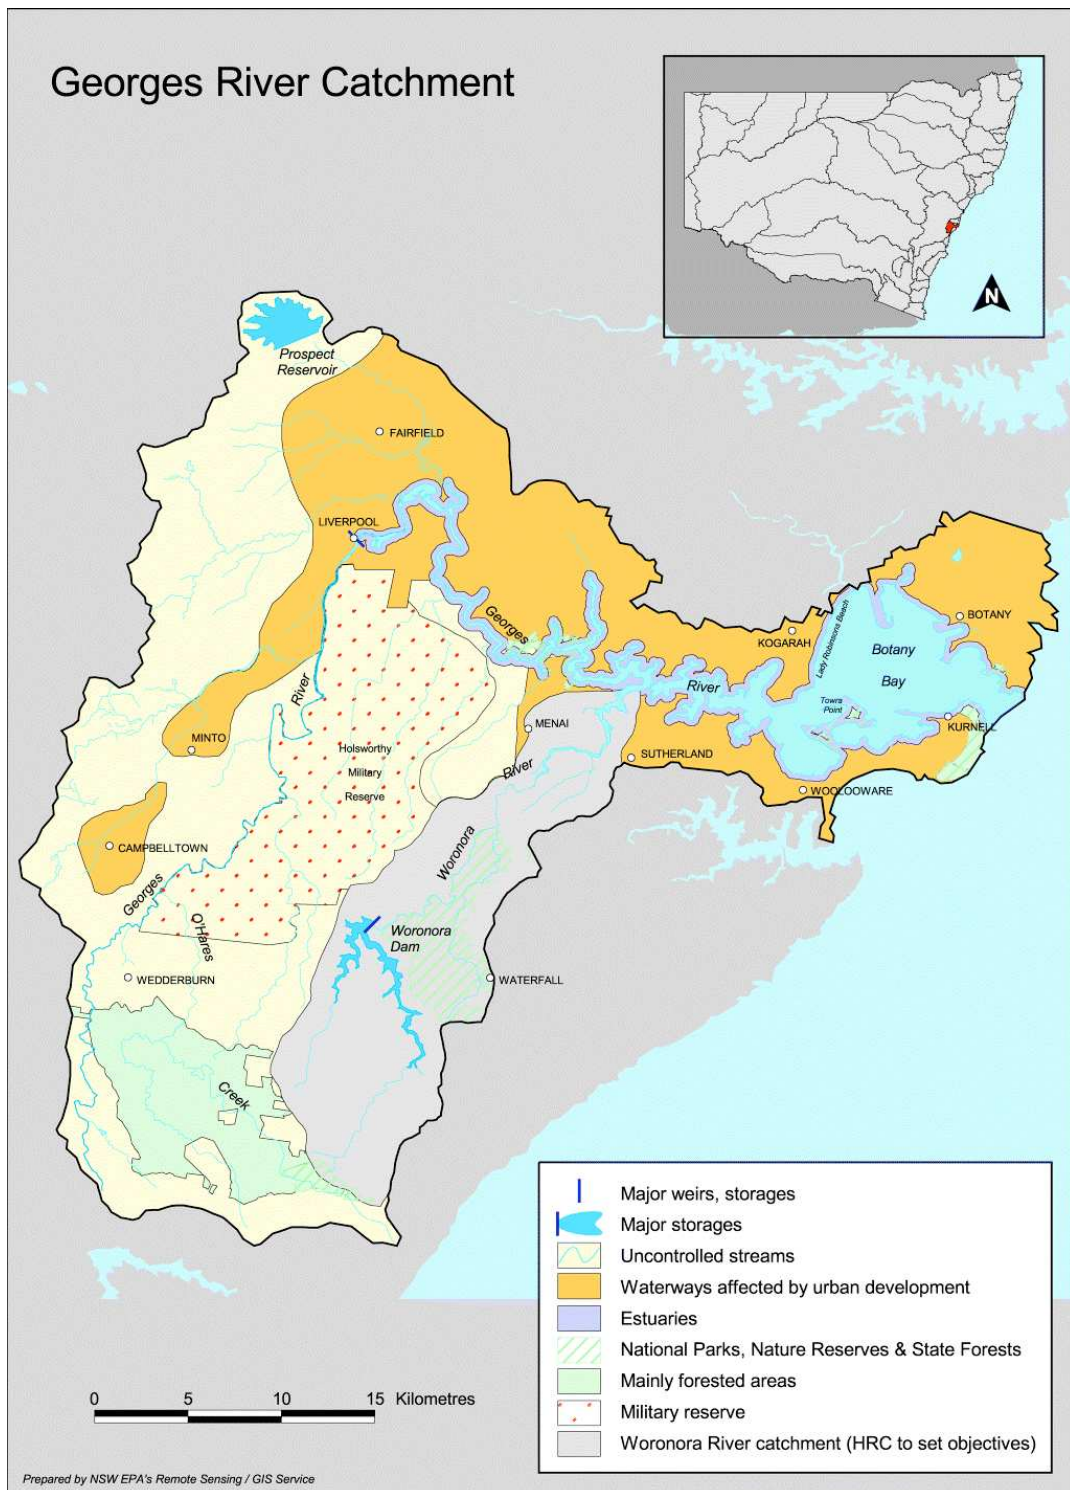 Georges River Catchment
N
Prospect
Reservoir
FAIRFIELD
LIVERPOOL
Georges
River
Lady Robinsons Beach
KOGARAH
BOTANY
Botany
Bay
Towra
Point
KURNELL
River
MENAI
SUTHERLAND
WOOLOOWARE
MINTO
Holsworthy
Military
Reserve
River
Woronora
CAMPBELLTOWN
Georges
O'Hares
Woronora
Dam
WEDDERBURN
WATERFALL
Creek
Major weirs, storages
Major storages
Uncontrolled streams
Waterways affected by urban development
Estuaries
National Parks, Nature Reserves & State Forests
Mainly forested areas
Military reserve
Woronora River catchment (HRC to set objectives)
0 5 10 15 Kilometres
Prepared by NSW EPA's Remote Sensing / GIS Service